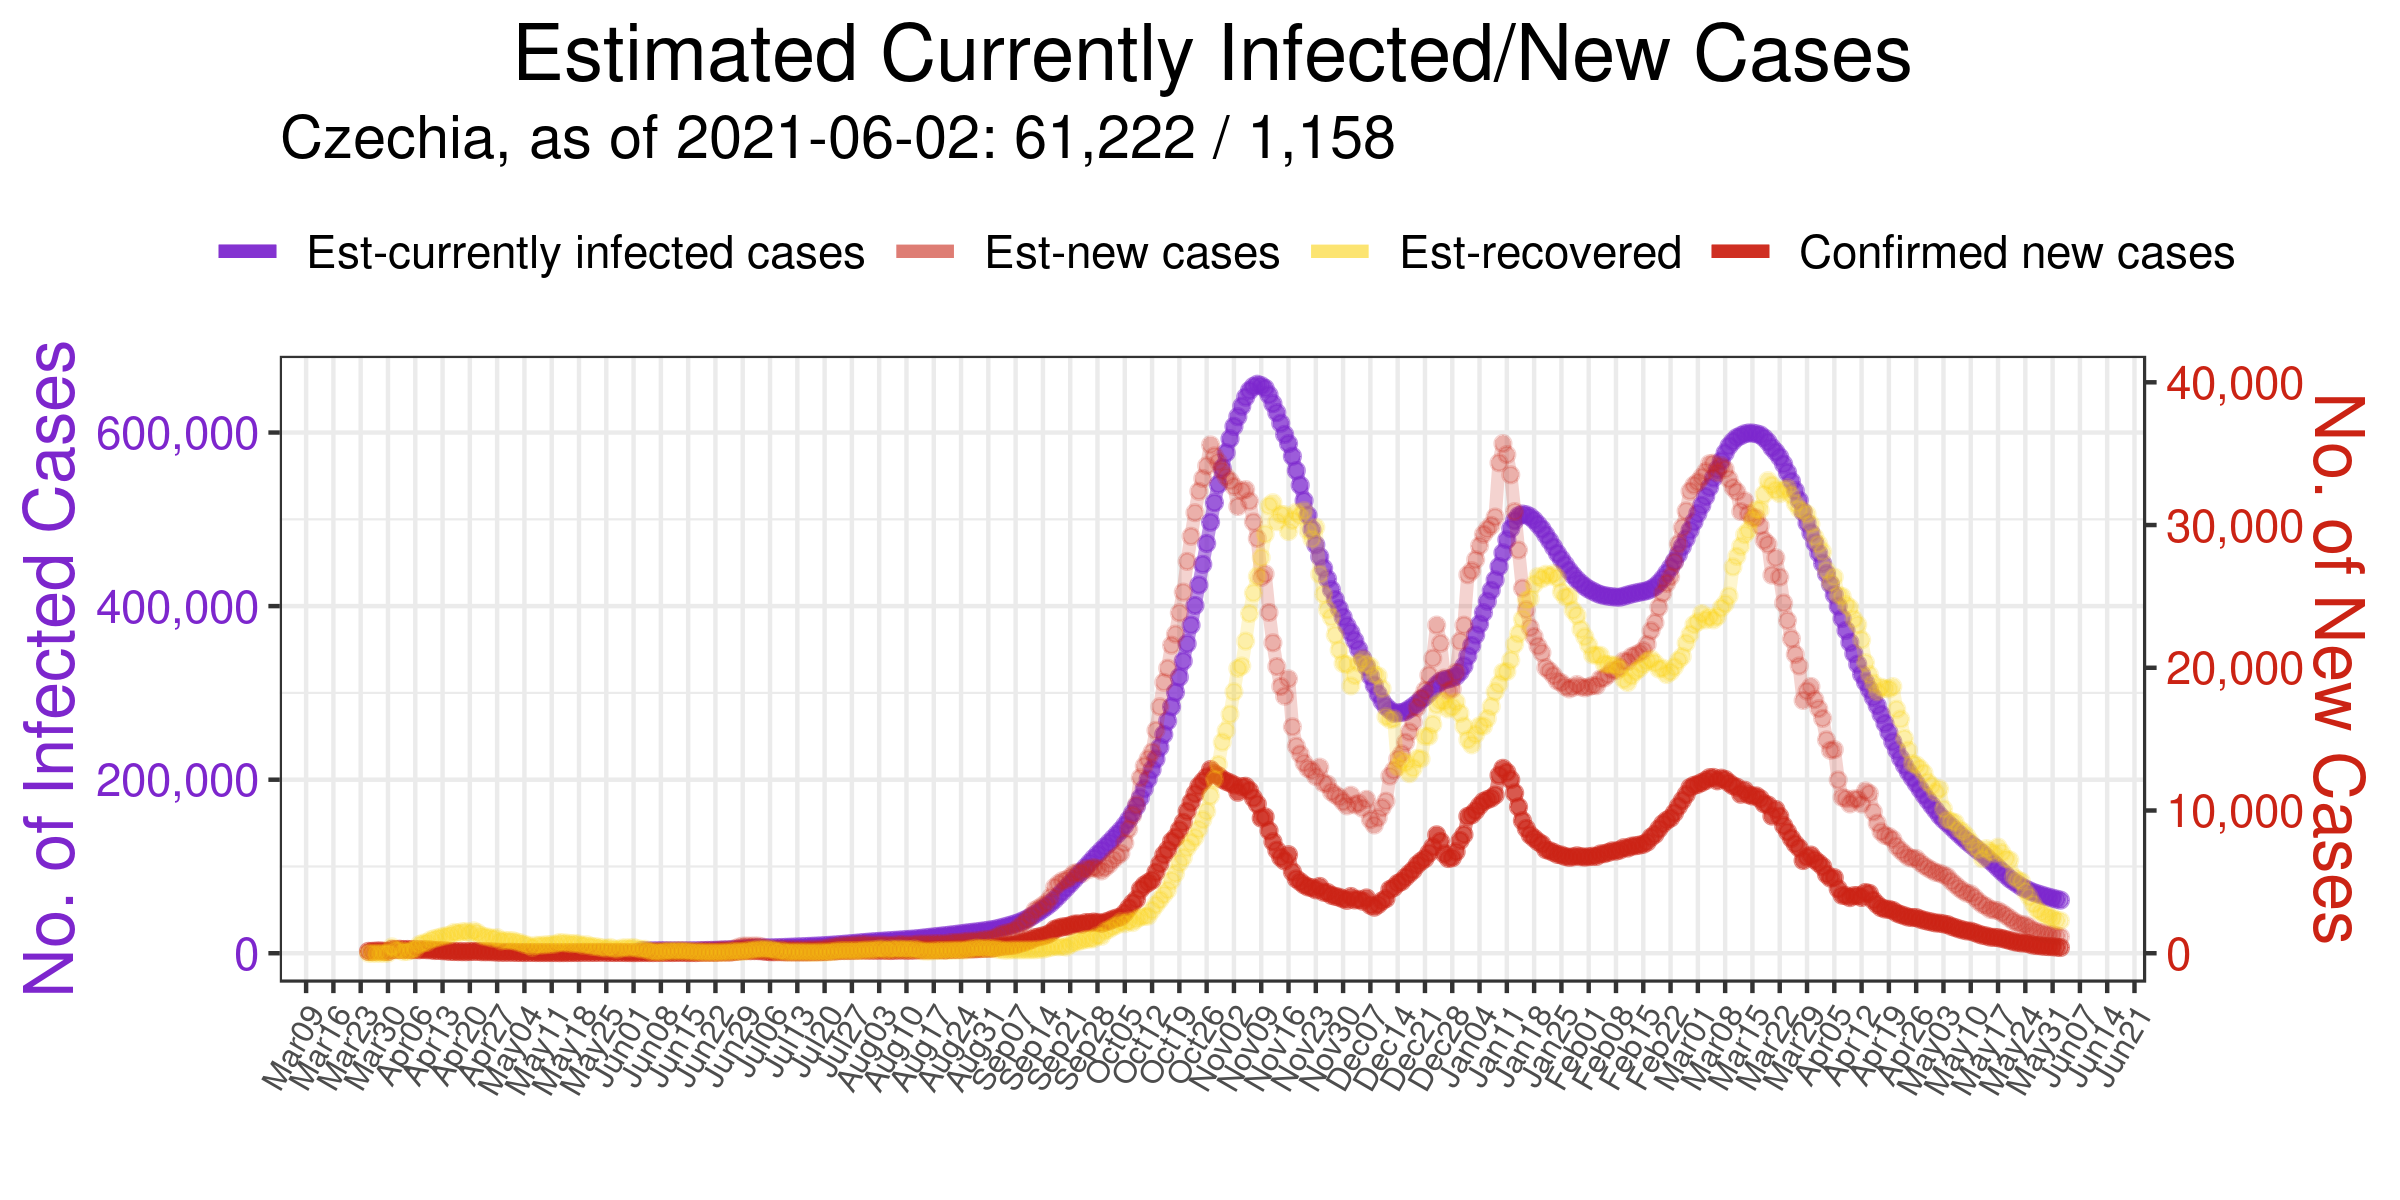 Estimated Currently Infected/New Cases
Czechia, as of 2021-06-02: 61,222 / 1,158
Est-currently infected cases Est-new cases Est-recovered Confirmed new cases
No. of Infected Cases
600,000
400,000
200,000
0
40,000
30,000
20,000
10,000
0
No. of New Cases
Mar09 Mar16 Mar23 Mar30 Apr06 Apr13 Apr20 Apr27 May04 May11 May18 May25 Jun01 Jun08 Jun15 Jun22 Jun29 Jul06 Jul13 Jul20 Jul27 Aug03 Aug10 Aug17 Aug24 Aug31 Sep07 Sep14 Sep21 Sep28 Oct05 Oct12 Oct19 Oct26 Nov02 Nov09 Nov16 Nov23 Nov30 Dec07 Dec14 Dec21 Dec28 Jan04 Jan11 Jan18 Jan25 Feb01 Feb08 Feb15 Feb22 Mar01 Mar08 Mar15 Mar22 Mar29 Apr05 Apr12 Apr19 Apr26 May03 May10 May17 May24 May31 Jun07 Jun14 Jun21